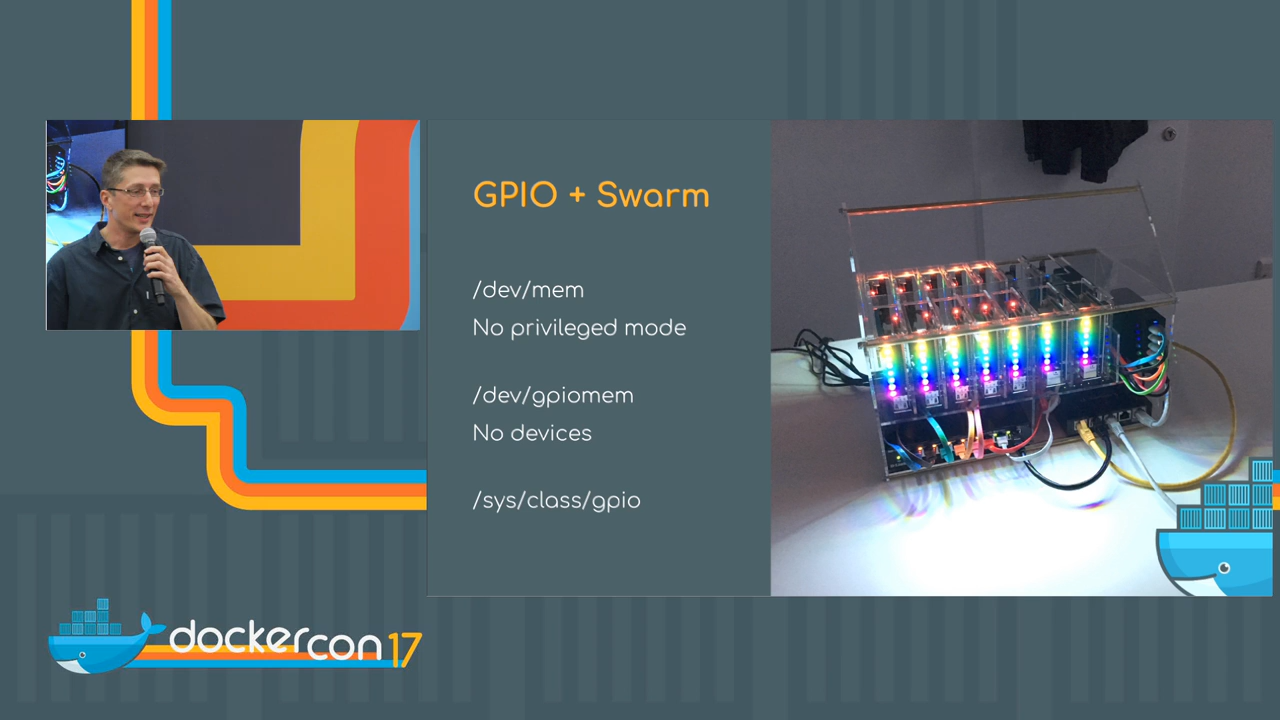 GPIO + Swarm
/dev/mem
No privileged mode
/dev/gpiomem
No devices
/sys/class/gpio
dockercon17